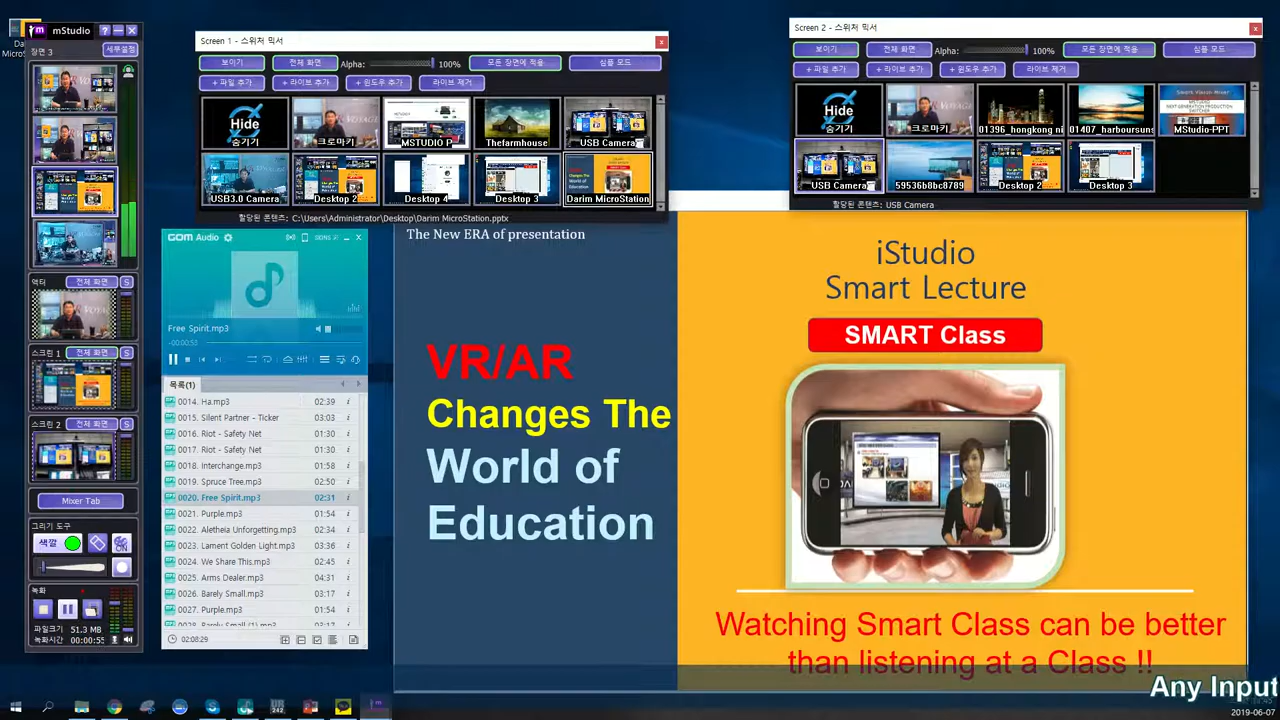 mStudio
장면 3
세부설정
액터
전체 화면
S
스크린 1
전체 화면
S
스크린 2
전체 화면
S
Mixer Tab
그리기 도구
색깔
녹화
파일크기 51.3 MB
녹화시간 00:00:55
Screen 1 - 스위처 믹서
보이기
전체 화면
Alpha:
100%
모든 장면에 적용
심플 모드
+ 파일 추가
+ 라이브 추가
+ 윈도우 추가
라이브 제거
Hide
숨기기
크로마키
MSTUDIO P
Thefarmhouse
USB Camera
USB3.0 Camera
Desktop 2
Desktop 4
Desktop 3
Darim MicroStation
할당된 콘텐츠: C:\Users\Administrator\Desktop\Darim MicroStation.pptx
Screen 2 - 스위처 믹서
보이기
전체 화면
Alpha:
100%
모든 장면에 적용
심플 모드
+ 파일 추가
+ 라이브 추가
+ 윈도우 추가
라이브 제거
Hide
숨기기
크로마키
01396_hongkong ni
01407_harboursuns
MStudio-PPT
USB Camera
59536b8bc8789
Desktop 2
Desktop 3
할당된 콘텐츠: USB Camera
GOM Audio
Free Spirit.mp3
-00:00:53
목록(1)
0014. Ha.mp3 02:39
0015. Silent Partner - Ticker 03:03
0016. Riot - Safety Net 01:30
0017. Riot - Safety Net 01:30
0018. Interchange.mp3 01:58
0019. Spruce Tree.mp3 02:50
0020. Free Spirit.mp3 02:31
0021. Purple.mp3 01:54
0022. Aletheia Unforgetting.mp3 02:34
0023. Lament Golden Light.mp3 03:36
0024. We Share This.mp3 02:45
0025. Arms Dealer.mp3 04:31
0026. Barely Small.mp3 03:17
0027. Purple.mp3 01:54
0028. Barely Small (1).mp3 03:17
02:08:29
The New ERA of presentation
VR/AR
Changes The
World of
Education
iStudio
Smart Lecture
SMART Class
Watching Smart Class can be better
than listening at a Class !!
Any Input
2019-06-07